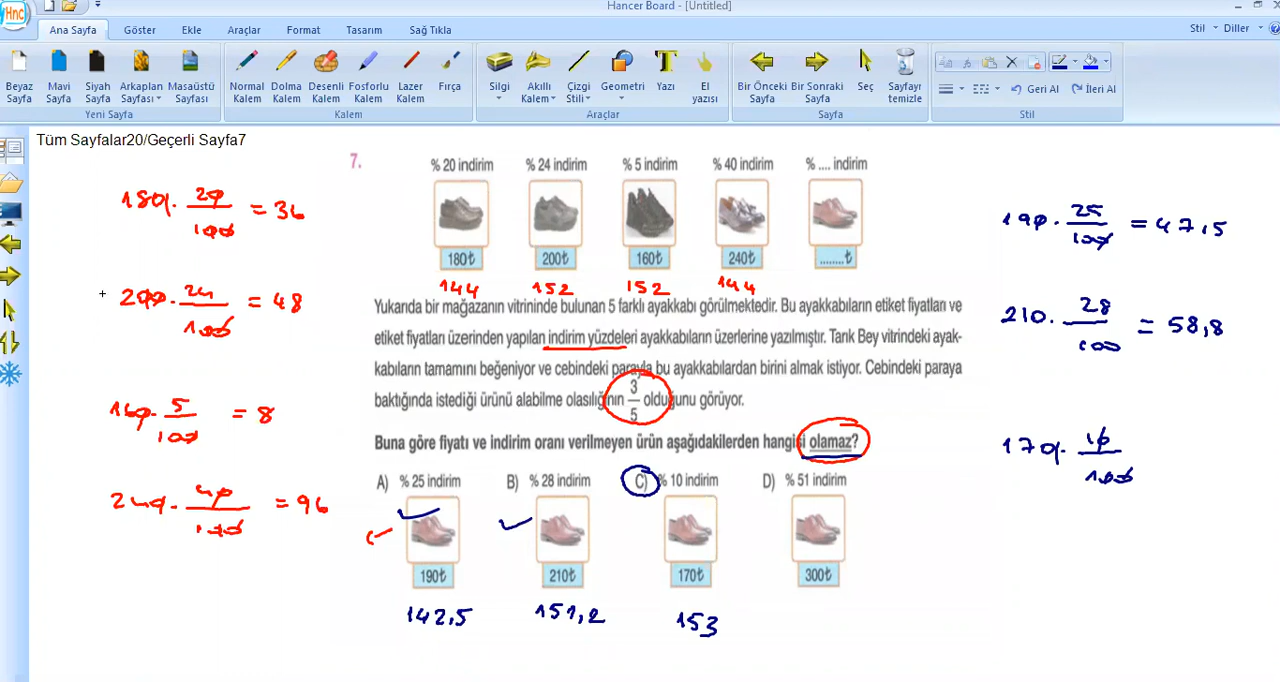 Hnc
Hancer Board - [Untitled]
Ana Sayfa Göster Ekle Araçlar Format Tasarım Sağ Tıkla Stil Diller
Beyaz Sayfa Mavi Sayfa Siyah Sayfa Arkaplan Sayfası Masaüstü Sayfası Normal Kalem Dolma Kalem Desenli Kalem Fosforlu Kalem Lazer Kalem Fırça Silgi Akıllı Kalem Çizgi Stili Geometri Yazı El yazısı Bir Önceki Sayfa Bir Sonraki Sayfa Seç Sayfayı temizle Geri Al İleri Al
Yeni Sayfa Kalem Araçlar Sayfa Stil
Tüm Sayfalar20/Geçerli Sayfa7
7.
% 20 indirim % 24 indirim % 5 indirim % 40 indirim % .... indirim
180₺ 200₺ 160₺ 240₺ ........₺
144 152 152 144
180 . 20/100 = 36
200 . 24/100 = 48
160 . 5/100 = 8
240 . 40/100 = 96
Yukarıda bir mağazanın vitrininde bulunan 5 farklı ayakkabı görülmektedir. Bu ayakkabıların etiket fiyatları ve
etiket fiyatları üzerinden yapılan indirim yüzdeleri ayakkabıların üzerlerine yazılmıştır. Tarık Bey vitrindeki ayak-
kabıların tamamını beğeniyor ve cebindeki parayla bu ayakkabılardan birini almak istiyor. Cebindeki paraya
baktığında istediği ürünü alabilme olasılığının 3/5 olduğunu görüyor.
Buna göre fiyatı ve indirim oranı verilmeyen ürün aşağıdakilerden hangisi olamaz?
A) % 25 indirim B) % 28 indirim C) % 10 indirim D) % 51 indirim
190₺ 210₺ 170₺ 300₺
142,5 151,2 153
190 . 25/100 = 47,5
210 . 28/100 = 58,8
170 . 10/100